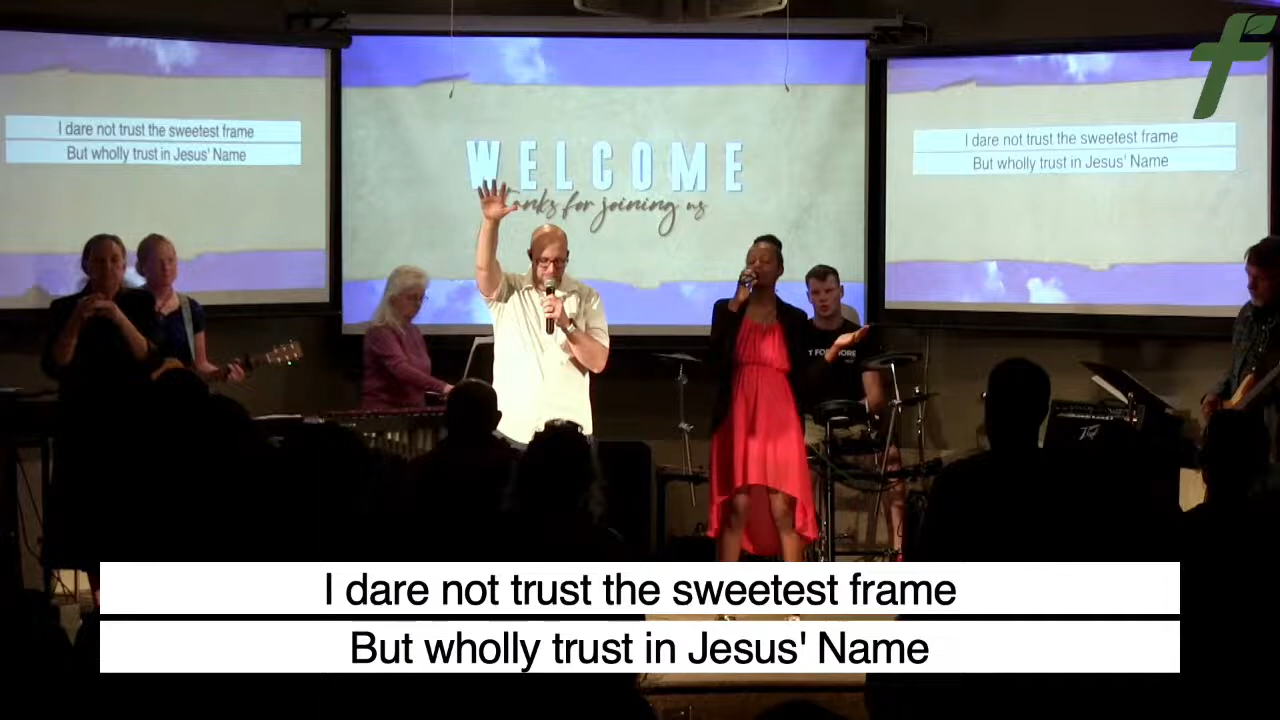 I dare not trust the sweetest frame
But wholly trust in Jesus' Name
WELCOME
thanks for joining us
I dare not trust the sweetest frame
But wholly trust in Jesus' Name
I dare not trust the sweetest frame
But wholly trust in Jesus' Name